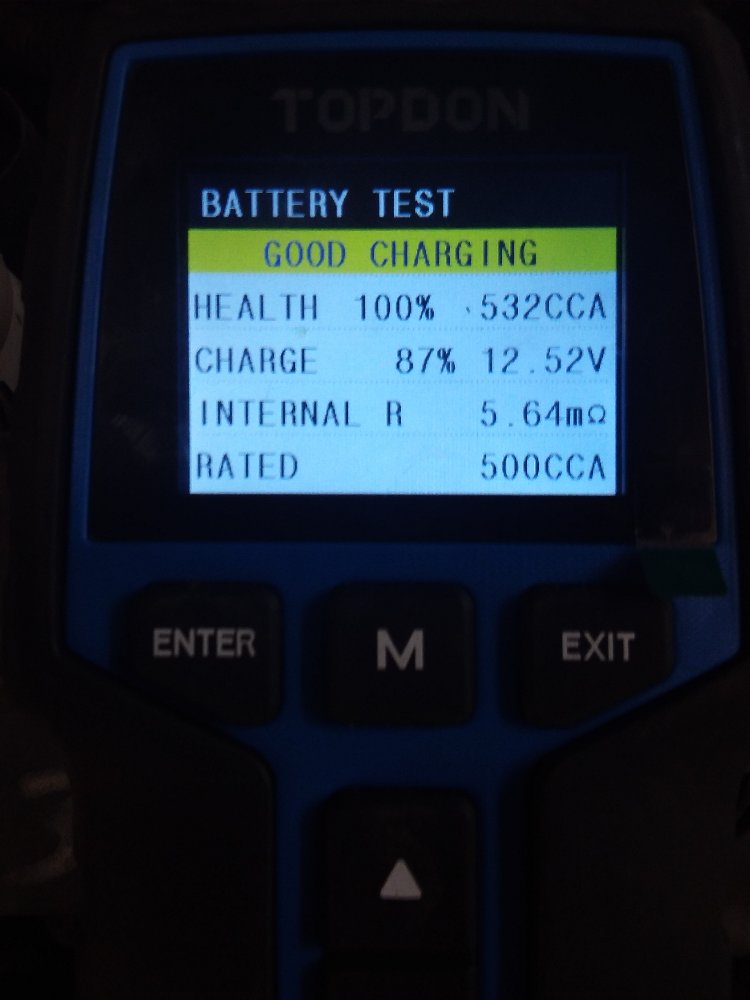 TOPDON
BATTERY TEST
GOOD CHARGING
HEALTH 100% 532CCA
CHARGE 87% 12.52V
INTERNAL R 5.64mΩ
RATED 500CCA
ENTER M EXIT